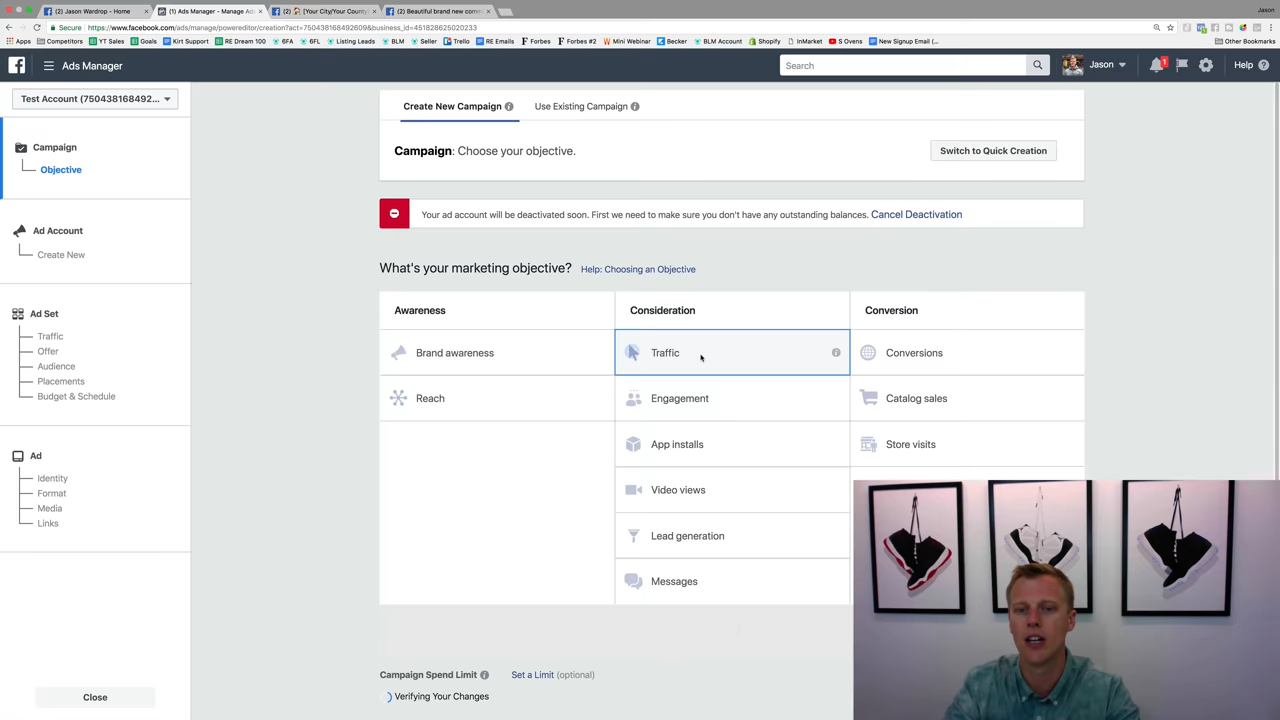 (2) Jason Wardrop - Home
(1) Ads Manager - Manage Ads
(2) [Your City/Your County
(2) Beautiful brand new com
Jason
Secure
https://www.facebook.com/ads/manage/powereditor/creation?act=750438168492609&business_id=451828625020233
Apps
Competitors
YT Sales
Goals
Kirt Support
RE Dream 100
6FA
6FL
Listing Leads
BLM
Seller
Trello
RE Emails
Forbes
Forbes #2
Mini Webinar
Becker
BLM Account
Shopify
InMarket
S Ovens
New Signup Email (...
Other Bookmarks
Ads Manager
Search
Jason
1
Help
Test Account (750438168492...
Campaign
Objective
Ad Account
Create New
Ad Set
Traffic
Offer
Audience
Placements
Budget & Schedule
Ad
Identity
Format
Media
Links
Close
Create New Campaign
Use Existing Campaign
Campaign: Choose your objective.
Switch to Quick Creation
Your ad account will be deactivated soon. First we need to make sure you don't have any outstanding balances. Cancel Deactivation
What's your marketing objective? Help: Choosing an Objective
Awareness
Consideration
Conversion
Brand awareness
Traffic
Conversions
Reach
Engagement
Catalog sales
App installs
Store visits
Video views
Lead generation
Messages
Campaign Spend Limit
Set a Limit (optional)
Verifying Your Changes